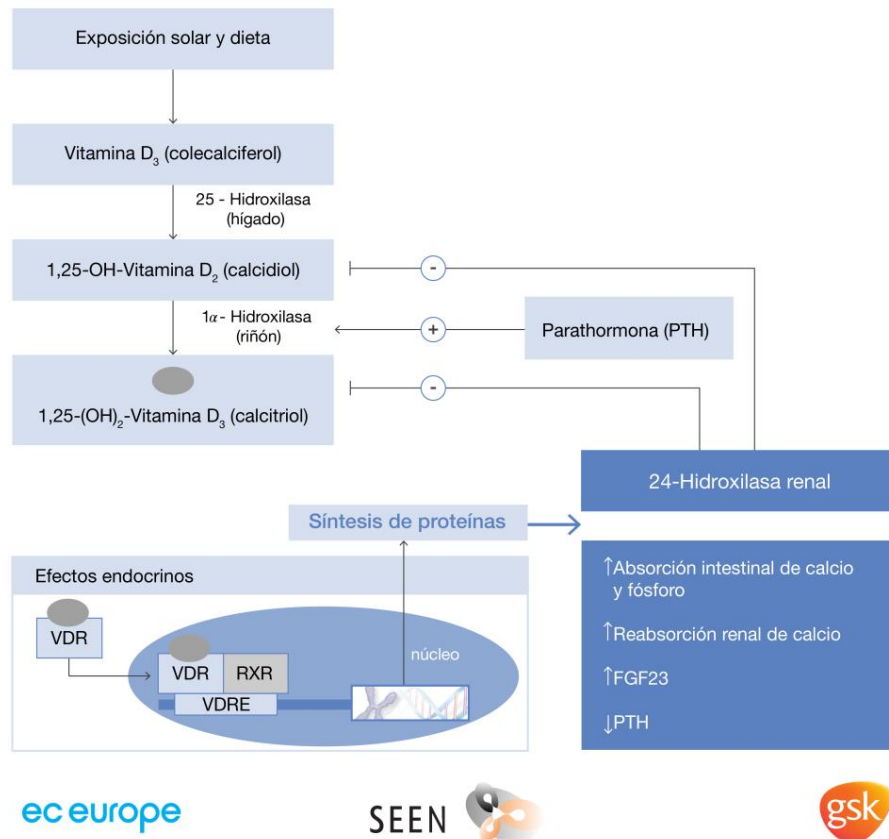 Exposición solar y dieta
Vitamina D₃ (colecalciferol)
25 - Hidroxilasa
(hígado)
1,25-OH-Vitamina D₂ (calcidiol)
-
1α- Hidroxilasa
(riñón)
+
Parathormona (PTH)
-
1,25-(OH)₂-Vitamina D₃ (calcitriol)
24-Hidroxilasa renal
Síntesis de proteínas
Efectos endocrinos
VDR
VDR
RXR
VDRE
núcleo
↑Absorción intestinal de calcio
y fósforo
↑Reabsorción renal de calcio
↑FGF23
↓PTH
ec europe
SEEN
gsk